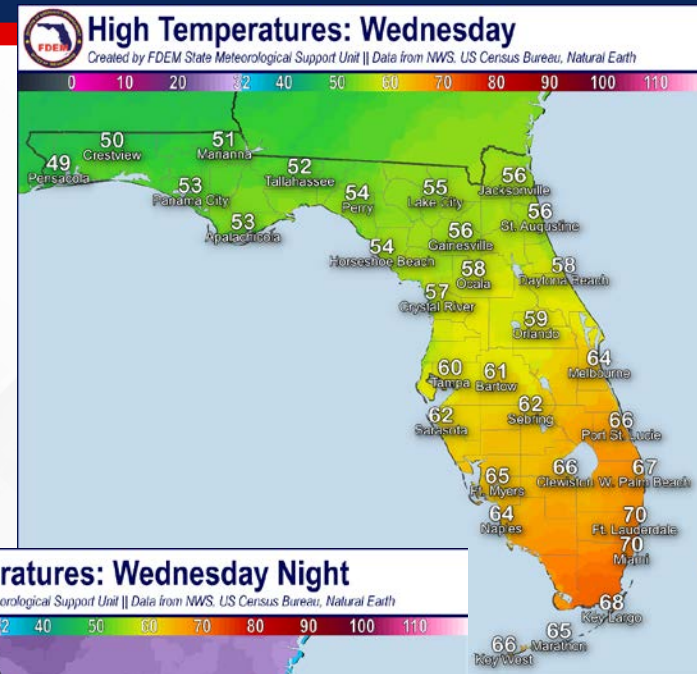 FDEM
High Temperatures: Wednesday
Created by FDEM State Meteorological Support Unit || Data from NWS, US Census Bureau, Natural Earth
0 10 20 32 40 50 60 70 80 90 100 110
50
Crestview
51
Marianna
49
Pensacola
52
Tallahassee
53
Panama City
54
Perry
55
Lake City
56
Jacksonville
53
Apalachicola
56
St. Augustine
56
Gainesville
54
Horseshoe Beach
58
Ocala
58
Daytona Beach
57
Crystal River
59
Orlando
64
Melbourne
60
Tampa
61
Bartow
62
Sarasota
62
Sebring
66
Port St. Lucie
65
Ft. Myers
66
Clewiston
67
W. Palm Beach
64
Naples
70
Ft. Lauderdale
70
Miami
68
Key Largo
65
Marathon
66
Key West
ratures: Wednesday Night
orological Support Unit || Data from NWS, US Census Bureau, Natural Earth
2 40 50 60 70 80 90 100 110